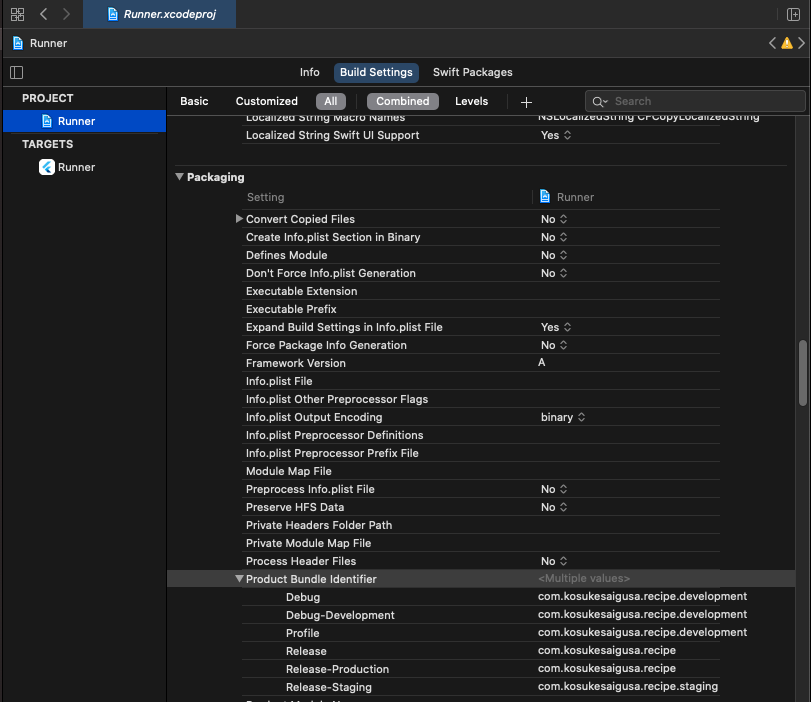 Runner.xcodeproj
Runner
Info Build Settings Swift Packages
PROJECT
Runner
TARGETS
Runner
Basic Customized All Combined Levels + Search
Localized String Macro Names NSLocalizedString CFCopyLocalizedString
Localized String Swift UI Support Yes
Packaging
Setting Runner
Convert Copied Files No
Create Info.plist Section in Binary No
Defines Module No
Don't Force Info.plist Generation No
Executable Extension
Executable Prefix
Expand Build Settings in Info.plist File Yes
Force Package Info Generation No
Framework Version A
Info.plist File
Info.plist Other Preprocessor Flags
Info.plist Output Encoding binary
Info.plist Preprocessor Definitions
Info.plist Preprocessor Prefix File
Module Map File
Preprocess Info.plist File No
Preserve HFS Data No
Private Headers Folder Path
Private Module Map File
Process Header Files No
Product Bundle Identifier <Multiple values>
Debug com.kosukesaigusa.recipe.development
Debug-Development com.kosukesaigusa.recipe.development
Profile com.kosukesaigusa.recipe.development
Release com.kosukesaigusa.recipe
Release-Production com.kosukesaigusa.recipe
Release-Staging com.kosukesaigusa.recipe.staging